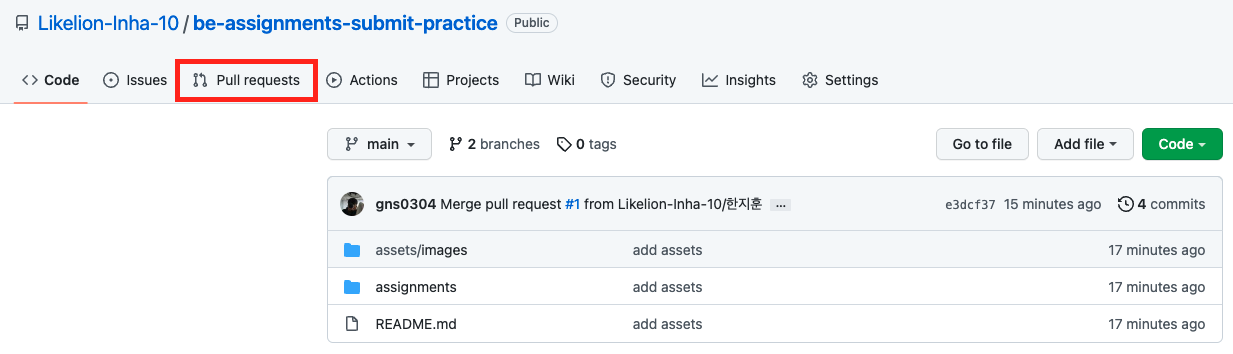 Likelion-Inha-10 / be-assignments-submit-practice Public
Code Issues Pull requests Actions Projects Wiki Security Insights Settings
main 2 branches 0 tags Go to file Add file Code
gns0304 Merge pull request #1 from Likelion-Inha-10/한지훈 ... e3dcf37 15 minutes ago 4 commits
assets/images add assets 17 minutes ago
assignments add assets 17 minutes ago
README.md add assets 17 minutes ago